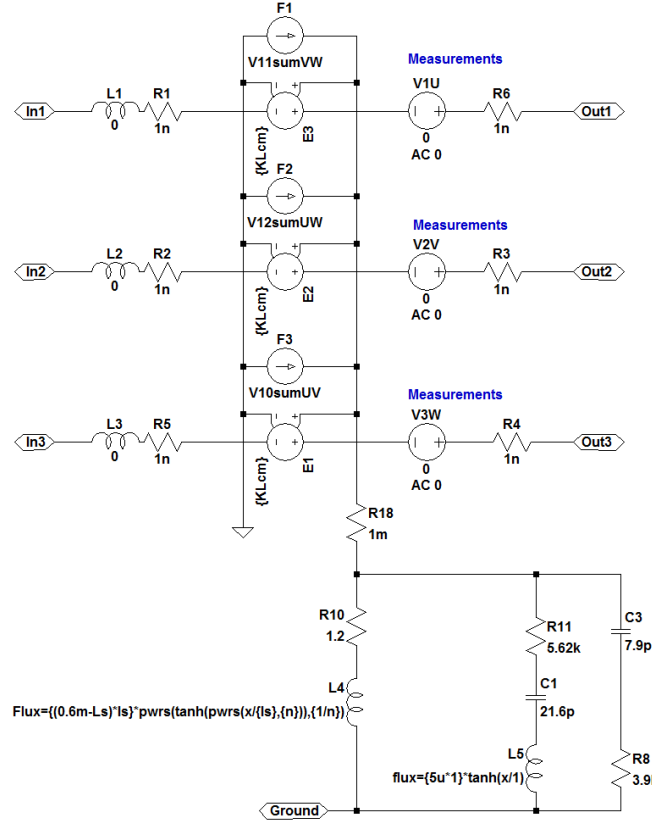 F1
V11sumVW
Measurements
In1
L1
0
R1
1n
{KLcm}
E3
V1U
0
AC 0
R6
1n
Out1
F2
V12sumUW
Measurements
In2
L2
0
R2
1n
{KLcm}
E2
V2V
0
AC 0
R3
1n
Out2
F3
V10sumUV
Measurements
In3
L3
0
R5
1n
{KLcm}
E1
V3W
0
AC 0
R4
1n
Out3
R18
1m
R10
1.2
R11
5.62k
C3
7.9p
L4
Flux={(0.6m-Ls)*Is}*pwrs(tanh(pwrs(x/{Is},{n})),{1/n})
C1
21.6p
L5
flux={5u*1}*tanh(x/1)
R8
Ground